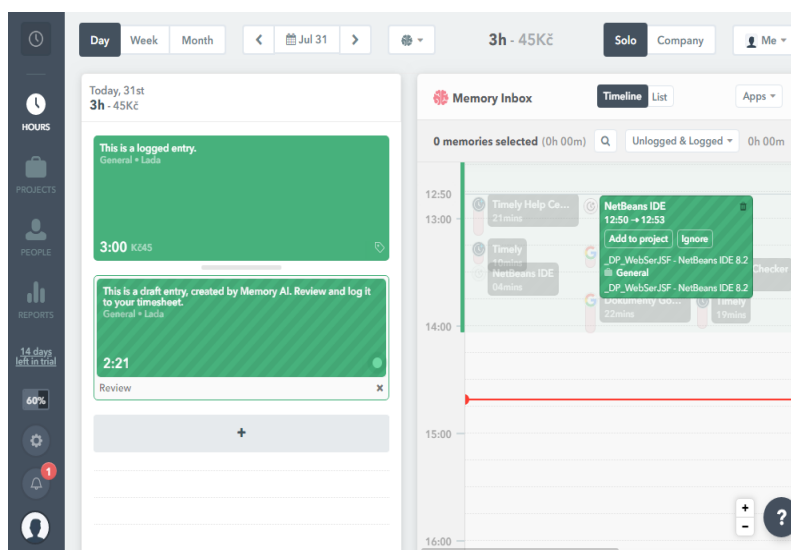 Day Week Month
Jul 31
3h - 45Kč
Solo Company
Me
HOURS
PROJECTS
PEOPLE
REPORTS
14 days
left in trial
60%
1
Today, 31st
3h - 45Kč
This is a logged entry.
General • Lada
3:00 Kč45
This is a draft entry, created by Memory AI. Review and log it
to your timesheet.
General • Lada
2:21
Review
+
Memory Inbox
Timeline List
Apps
0 memories selected (0h 00m)
Unlogged & Logged
0h 00m
12:50
13:00
14:00
15:00
16:00
Timely Help Ce...
21mins
Timely
10mins
NetBeans IDE
04mins
NetBeans IDE
12:50 → 12:53
Add to project Ignore
_DP_WebSerJSF - NetBeans IDE 8.2
General
_DP_WebSerJSF - NetBeans IDE 8.2
Checker
Dokumenty Go...
22mins
Timely
19mins
+
−
?